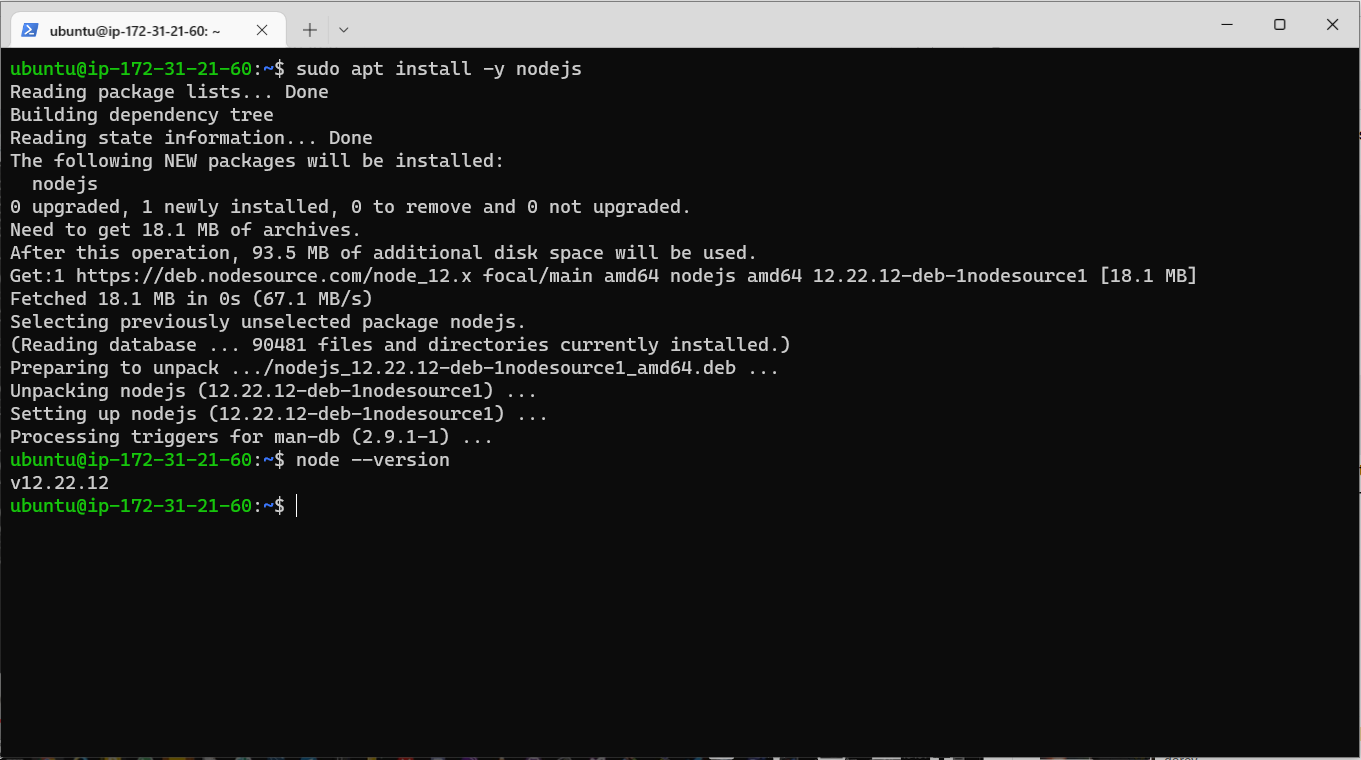 ubuntu@ip-172-31-21-60: ~
ubuntu@ip-172-31-21-60:~$ sudo apt install -y nodejs
Reading package lists... Done
Building dependency tree
Reading state information... Done
The following NEW packages will be installed:
  nodejs
0 upgraded, 1 newly installed, 0 to remove and 0 not upgraded.
Need to get 18.1 MB of archives.
After this operation, 93.5 MB of additional disk space will be used.
Get:1 https://deb.nodesource.com/node_12.x focal/main amd64 nodejs amd64 12.22.12-deb-1nodesource1 [18.1 MB]
Fetched 18.1 MB in 0s (67.1 MB/s)
Selecting previously unselected package nodejs.
(Reading database ... 90481 files and directories currently installed.)
Preparing to unpack .../nodejs_12.22.12-deb-1nodesource1_amd64.deb ...
Unpacking nodejs (12.22.12-deb-1nodesource1) ...
Setting up nodejs (12.22.12-deb-1nodesource1) ...
Processing triggers for man-db (2.9.1-1) ...
ubuntu@ip-172-31-21-60:~$ node --version
v12.22.12
ubuntu@ip-172-31-21-60:~$